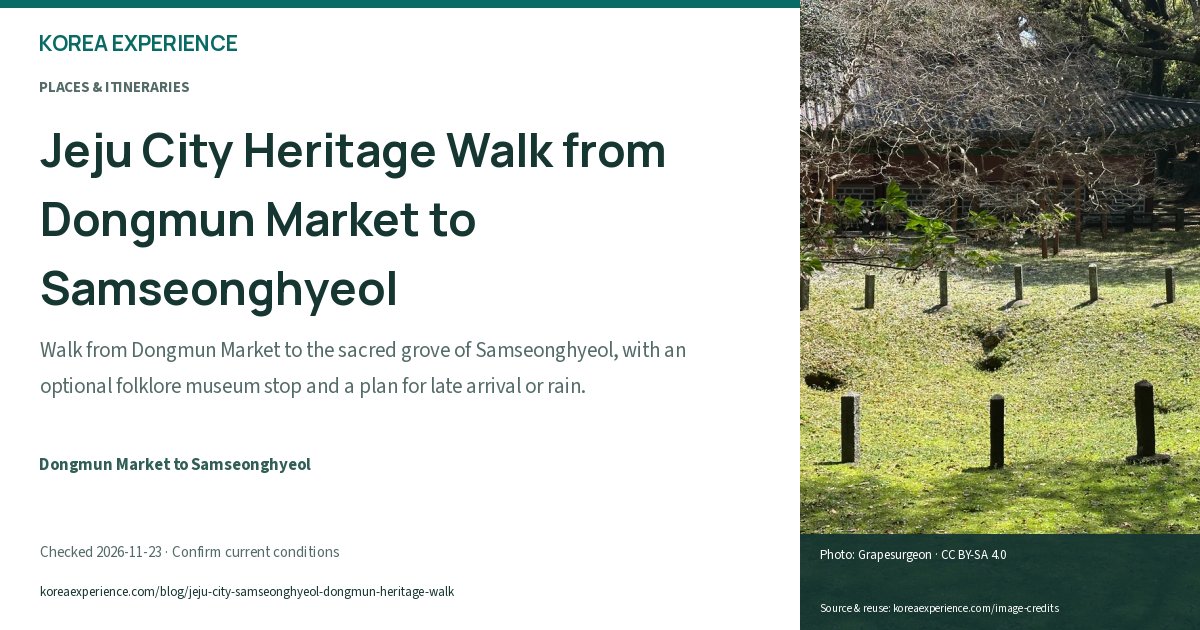 KOREA EXPERIENCE
PLACES & ITINERARIES
Jeju City Heritage Walk from
Dongmun Market to
Samseonghyeol
Walk from Dongmun Market to the sacred grove of Samseonghyeol, with an
optional folklore museum stop and a plan for late arrival or rain.
Dongmun Market to Samseonghyeol
Checked 2026-11-23 · Confirm current conditions
koreaexperience.com/blog/jeju-city-samseonghyeol-dongmun-heritage-walk
Photo: Grapesurgeon · CC BY-SA 4.0
Source & reuse: koreaexperience.com/image-credits